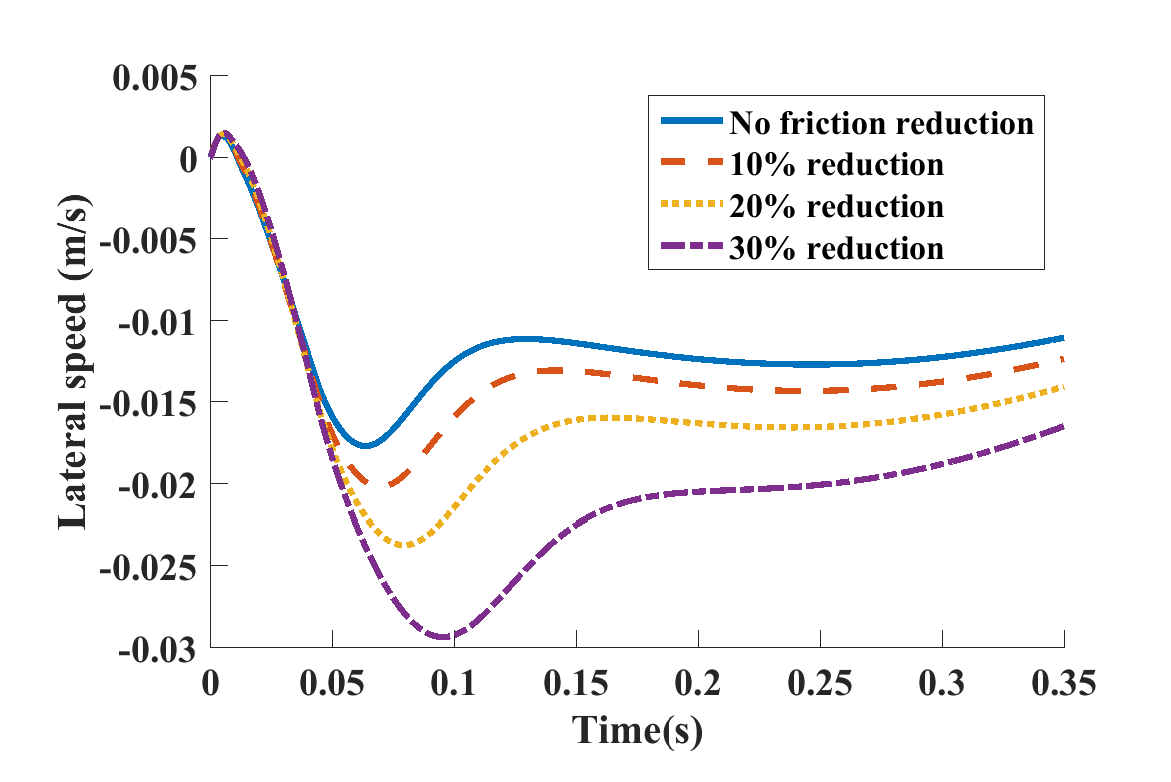 0.005
0
-0.005
-0.01
-0.015
-0.02
-0.025
-0.03
Lateral speed (m/s)
No friction reduction
10% reduction
20% reduction
30% reduction
0 0.05 0.1 0.15 0.2 0.25 0.3 0.35
Time(s)